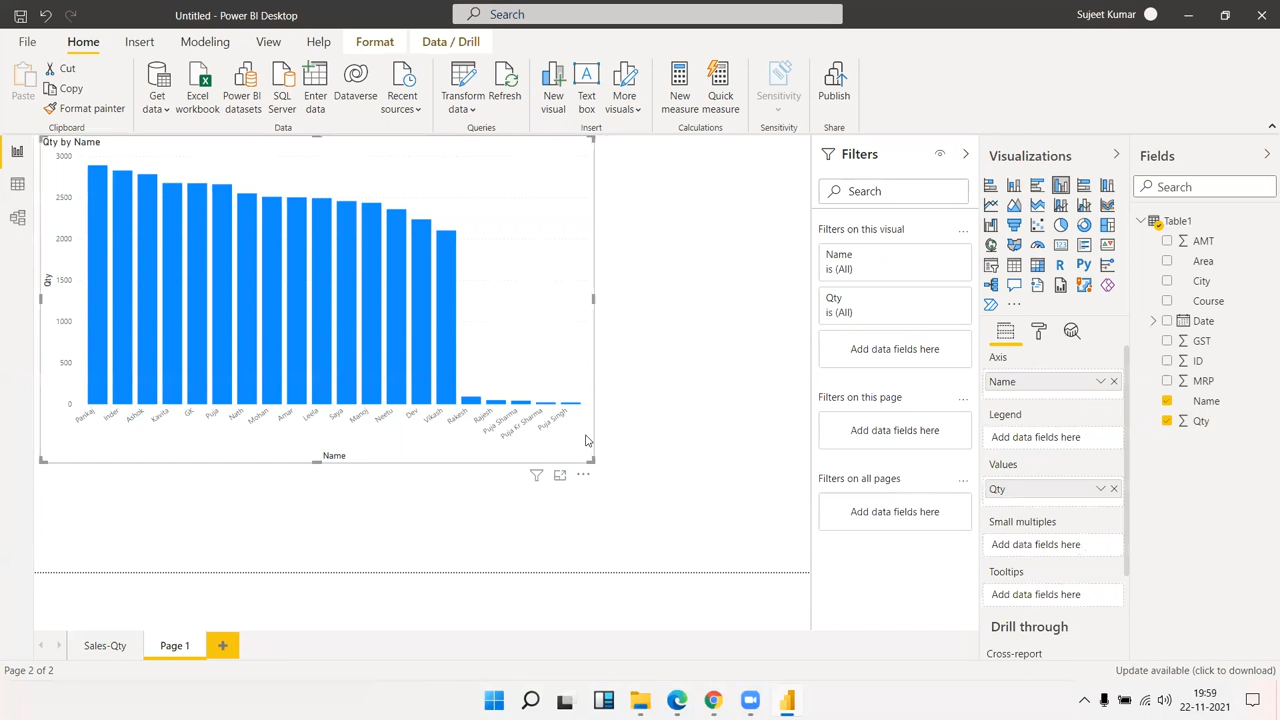 Untitled - Power BI Desktop
Search
Sujeet Kumar
File
Home
Insert
Modeling
View
Help
Format
Data / Drill
Paste
Cut
Copy
Format painter
Clipboard
Get data
Excel workbook
Power BI datasets
SQL Server
Enter data
Dataverse
Recent sources
Data
Transform data
Refresh
Queries
New visual
Text box
More visuals
Insert
New measure
Quick measure
Calculations
Sensitivity
Sensitivity
Publish
Share
Qty by Name
3000
2500
2000
1500
1000
500
0
Qty
Pankaj
Inder
Ashok
Kavita
GK
Puja
Nath
Mohan
Amar
Leela
Saya
Manoj
Neetu
Dev
Vikash
Rakesh
Rajesh
Puja Sharma
Puja Kr Sharma
Puja Singh
Name
Filters
Search
Filters on this visual
Name
is (All)
Qty
is (All)
Add data fields here
Filters on this page
Add data fields here
Filters on all pages
Add data fields here
Visualizations
R
Py
123
Axis
Name
Legend
Add data fields here
Values
Qty
Small multiples
Add data fields here
Tooltips
Add data fields here
Drill through
Cross-report
Fields
Search
Table1
AMT
Area
City
Course
Date
GST
ID
MRP
Name
Qty
Sales-Qty
Page 1
Page 2 of 2
Update available (click to download)
19:59
22-11-2021